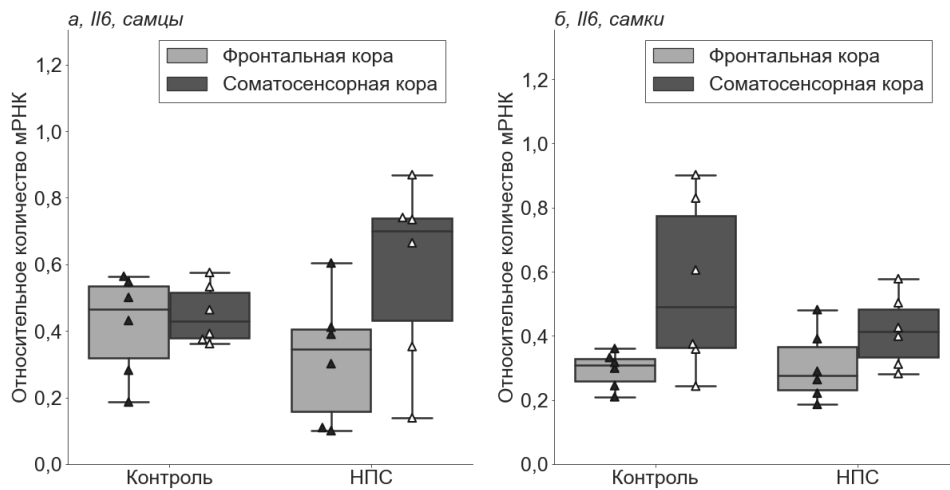 а, Il6, самцы
Относительное количество мРНК
1,2
1,0
0,8
0,6
0,4
0,2
0,0
Фронтальная кора
Соматосенсорная кора
Контроль
НПС
б, Il6, самки
Относительное количество мРНК
1,2
1,0
0,8
0,6
0,4
0,2
0,0
Фронтальная кора
Соматосенсорная кора
Контроль
НПС